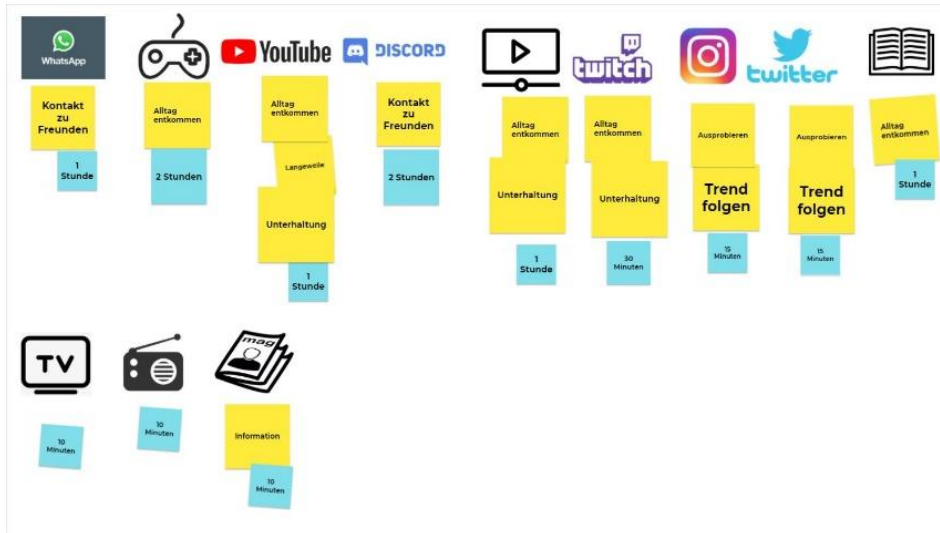 WhatsApp
YouTube
DISCORD
twitch
twitter
Kontakt
zu
Freunden
1
Stunde
Alltag
entkommen
2 Stunden
Alltag
entkommen
Langeweile
Unterhaltung
1
Stunde
Kontakt
zu
Freunden
2 Stunden
Alltag
entkommen
Unterhaltung
1
Stunde
Alltag
entkommen
Unterhaltung
30
Minuten
Ausprobieren
Trend
folgen
15
Minuten
Ausprobieren
Trend
folgen
15
Minuten
Alltag
entkommen
1
Stunde
TV
10
Minuten
10
Minuten
mag
Information
10
Minuten